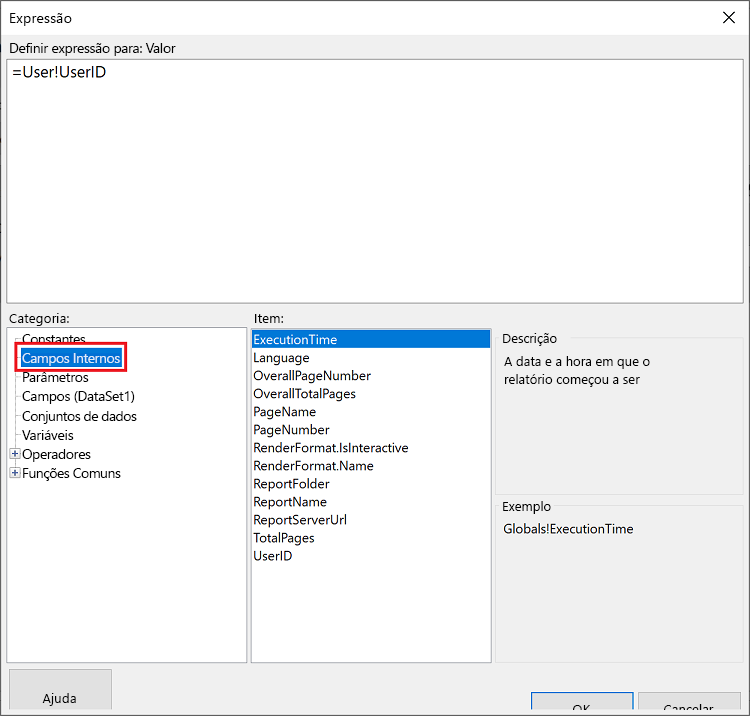 Expressão
Definir expressão para: Valor
=User!UserID
Categoria:
Constantes
Campos Internos
Parâmetros
Campos (DataSet1)
Conjuntos de dados
Variáveis
Operadores
Funções Comuns
Item:
ExecutionTime
Language
OverallPageNumber
OverallTotalPages
PageName
PageNumber
RenderFormat.IsInteractive
RenderFormat.Name
ReportFolder
ReportName
ReportServerUrl
TotalPages
UserID
Descrição
A data e a hora em que o
relatório começou a ser
Exemplo
Globals!ExecutionTime
Ajuda
OK
Cancelar